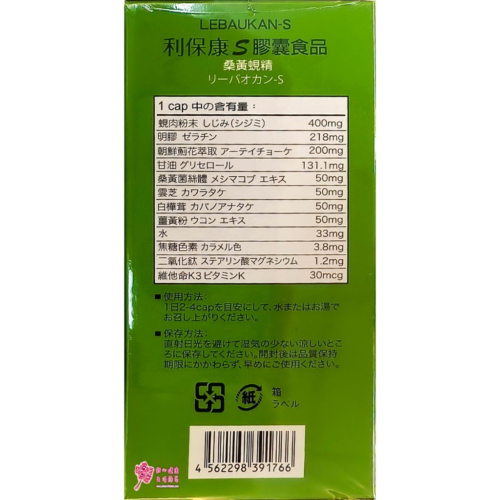 LEBAUKAN-S
利保康S膠囊食品
桑黃蜆精
リーバオカン-S
1 cap 中の含有量：
蜆肉粉末 しじみ(シジミ) 400mg
明膠 ゼラチン 218mg
朝鮮薊花萃取 アーテイチョーケ 200mg
甘油 グリセロール 131.1mg
桑黃菌絲體 メシマコブ エキス 50mg
雲芝 カワラタケ 50mg
白樺茸 カバノアナタケ 50mg
薑黃粉 ウコン エキス 50mg
水 33mg
焦糖色素 カラメル色 3.8mg
二氧化鈦 ステアリン酸マグネシウム 1.2mg
維他命K3 ビタミンK 30mcg
■使用方法：
1日2-4capを目安にして、水またはお湯で
お召し上がりください。
■保存方法：
直射日光を避けて湿気の少ない涼しいとこ
ろに保存してください。開封後は品質保持
期限にかかわらず、早めにご使用ください。
紙
箱
ラベル
4 562298 391766